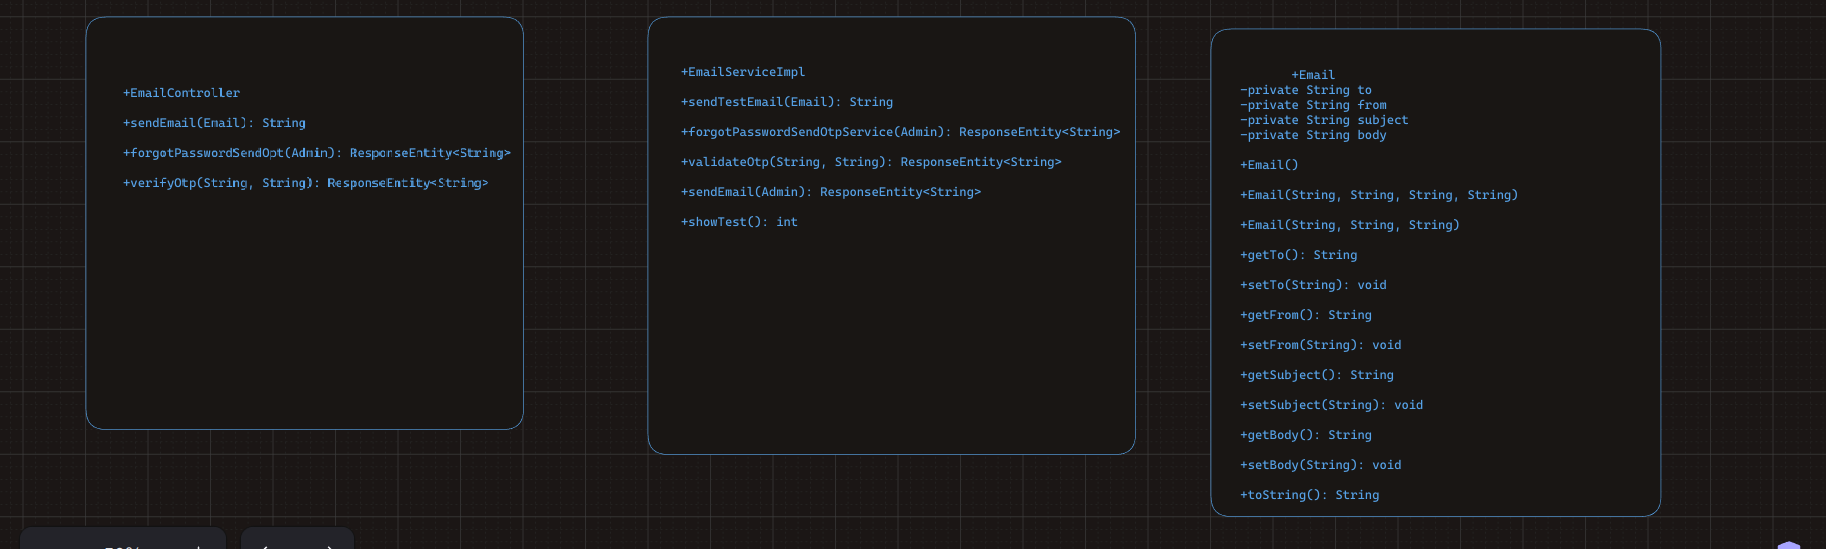 +EmailController
+sendEmail(Email): String
+forgotPasswordSendOpt(Admin): ResponseEntity<String>
+verifyOtp(String, String): ResponseEntity<String>
+EmailServiceImpl
+sendTestEmail(Email): String
+forgotPasswordSendOtpService(Admin): ResponseEntity<String>
+validateOtp(String, String): ResponseEntity<String>
+sendEmail(Admin): ResponseEntity<String>
+showTest(): int
+Email
-private String to
-private String from
-private String subject
-private String body
+Email()
+Email(String, String, String, String)
+Email(String, String, String)
+getTo(): String
+setTo(String): void
+getFrom(): String
+setFrom(String): void
+getSubject(): String
+setSubject(String): void
+getBody(): String
+setBody(String): void
+toString(): String